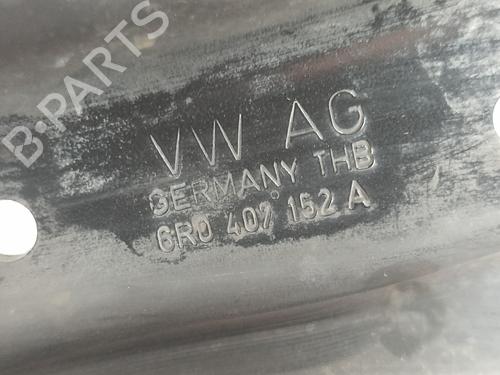 B-PARTS
VW AG
GERMANY THB
6R0 407 152 A